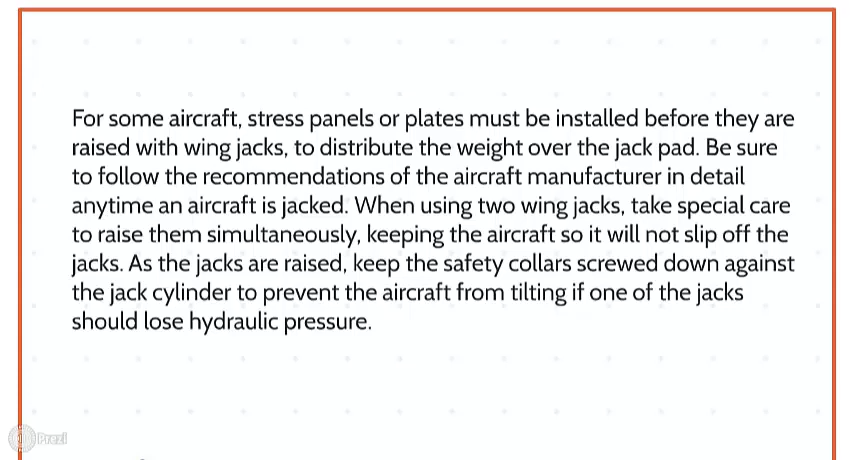 For some aircraft, stress panels or plates must be installed before they are
raised with wing jacks, to distribute the weight over the jack pad. Be sure
to follow the recommendations of the aircraft manufacturer in detail
anytime an aircraft is jacked. When using two wing jacks, take special care
to raise them simultaneously, keeping the aircraft so it will not slip off the
jacks. As the jacks are raised, keep the safety collars screwed down against
the jack cylinder to prevent the aircraft from tilting if one of the jacks
should lose hydraulic pressure.
Prezi